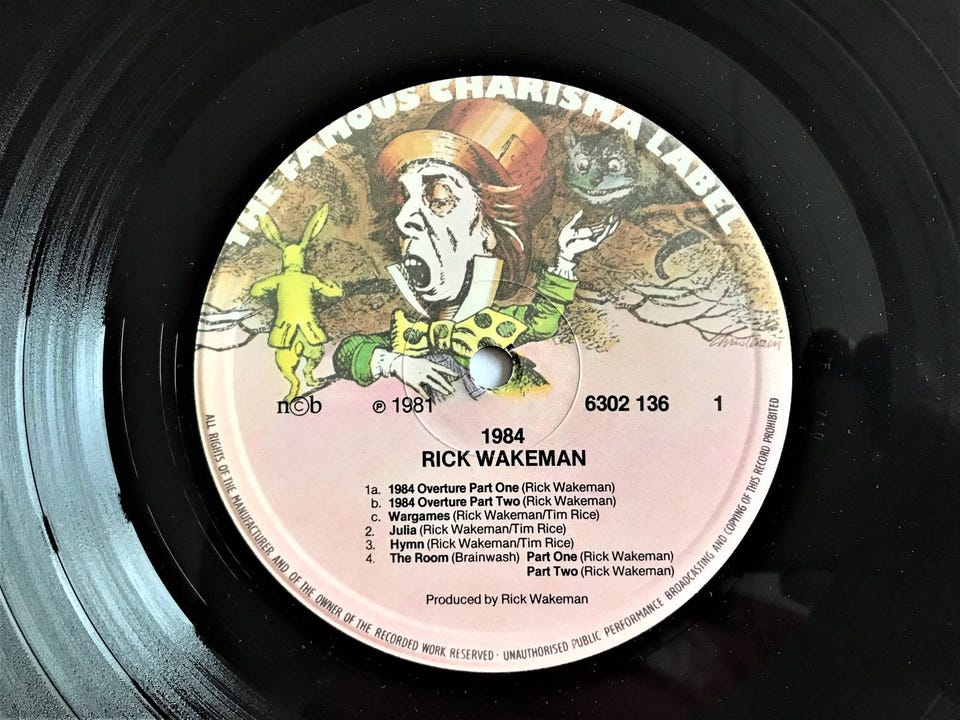 THE FAMOUS CHARISMA LABEL
Christensen
n©b ℗ 1981 6302 136 1
1984
RICK WAKEMAN
1a. 1984 Overture Part One (Rick Wakeman)
b. 1984 Overture Part Two (Rick Wakeman)
c. Wargames (Rick Wakeman/Tim Rice)
2. Julia (Rick Wakeman/Tim Rice)
3. Hymn (Rick Wakeman/Tim Rice)
4. The Room (Brainwash) Part One (Rick Wakeman)
Part Two (Rick Wakeman)
Produced by Rick Wakeman
ALL RIGHTS OF THE MANUFACTURER AND OF THE OWNER OF THE RECORDED WORK RESERVED · UNAUTHORISED PUBLIC PERFORMANCE BROADCASTING AND COPYING OF THIS RECORD PROHIBITED